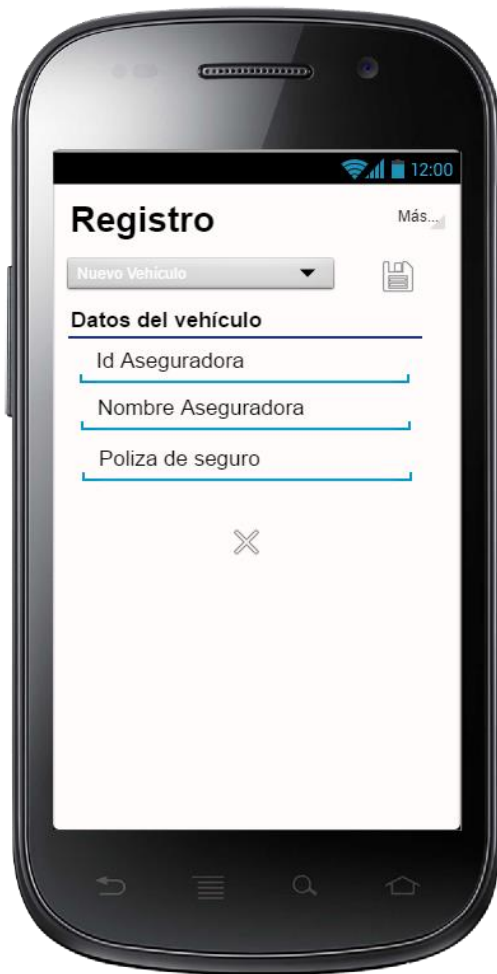 12:00
Registro
Más...
Nuevo Vehículo
Datos del vehículo
Id Aseguradora
Nombre Aseguradora
Poliza de seguro